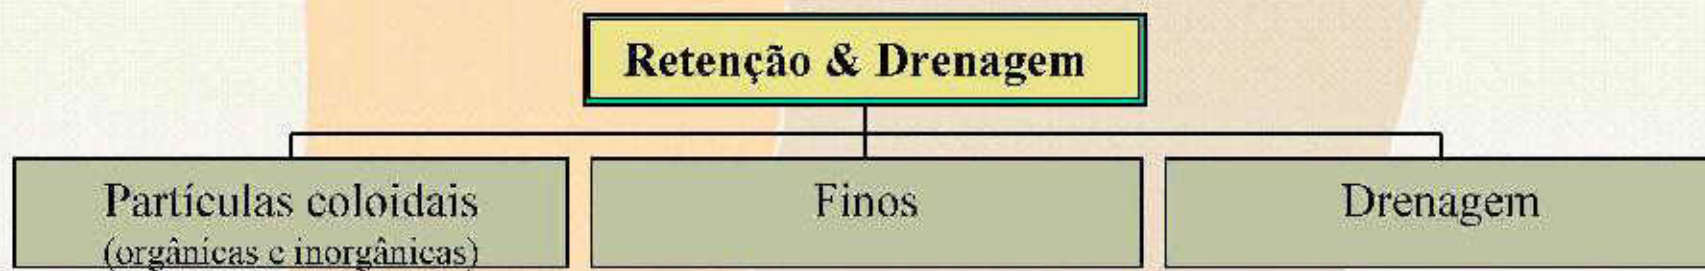 Retenção & Drenagem
Partículas coloidais
(orgânicas e inorgânicas)
Finos
Drenagem